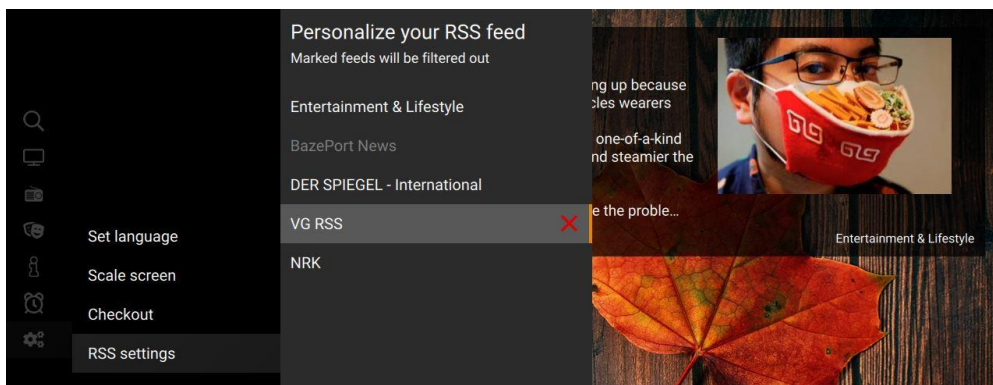 Personalize your RSS feed
Marked feeds will be filtered out
Entertainment & Lifestyle
BazePort News
DER SPIEGEL - International
VG RSS
NRK
Set language
Scale screen
Checkout
RSS settings
ng up because
cles wearers
one-of-a-kind
nd steamier the
e the proble...
Entertainment & Lifestyle